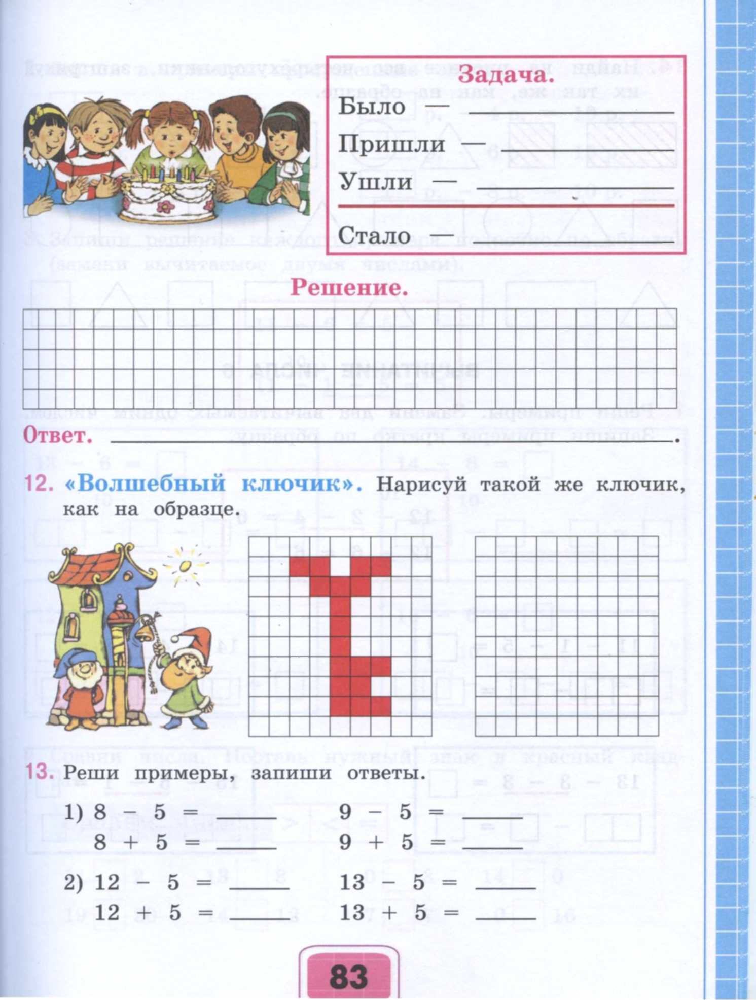 Задача.
Было —
Пришли —
Ушли —
Стало —
Решение.
Ответ. .
12. «Волшебный ключик». Нарисуй такой же ключик,
как на образце.
13. Реши примеры, запиши ответы.
1) 8 - 5 = 9 - 5 =
8 + 5 = 9 + 5 =
2) 12 - 5 = 13 - 5 =
12 + 5 = 13 + 5 =
83